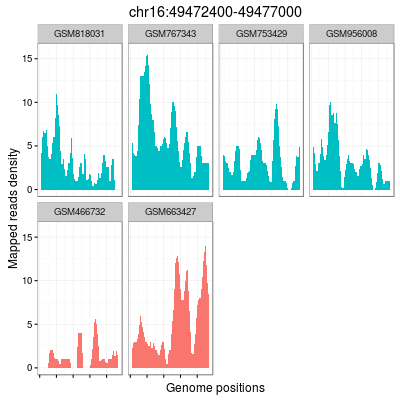 chr16:49472400-49477000
GSM818031 GSM767343 GSM753429 GSM956008
15
10
5
0
GSM466732 GSM663427
15
10
5
0
Mapped reads density
Genome positions